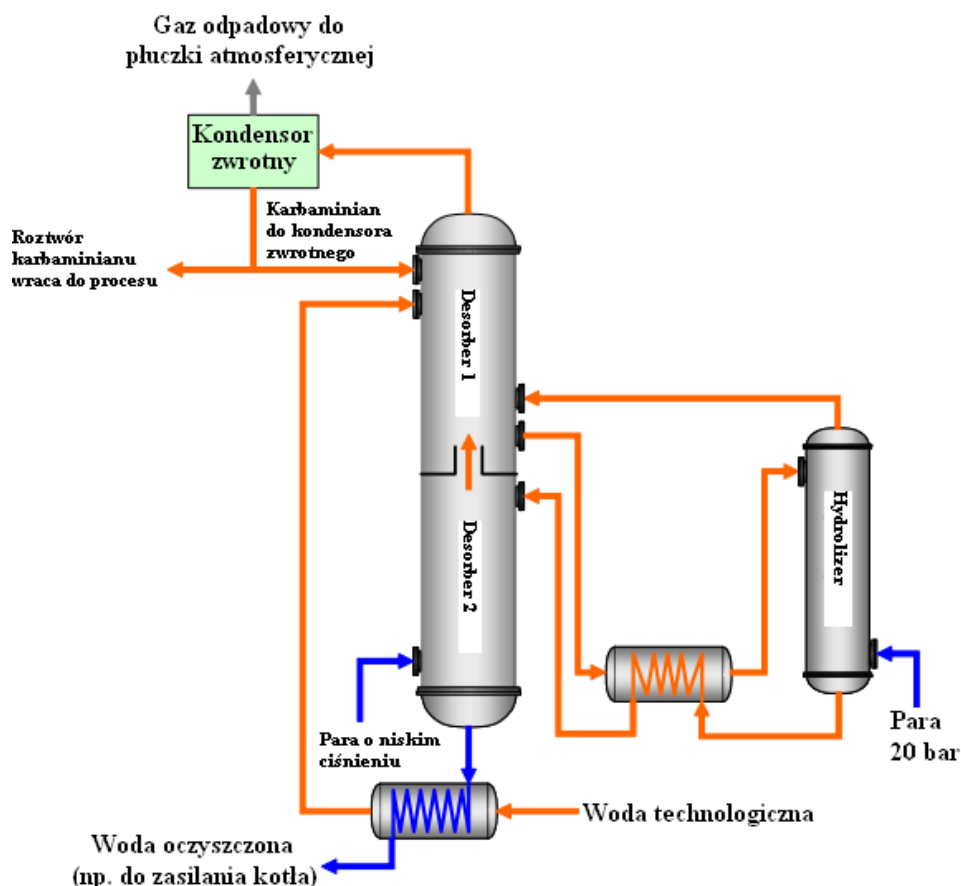 Gaz odpadowy do
płuczki atmosferycznej
Kondensor
zwrotny
Karbaminian
do kondensora
zwrotnego
Roztwór
karbaminianu
wraca do procesu
Desorber 1
Desorber 2
Hydrolizer
Para o niskim
ciśnieniu
Para
20 bar
Woda technologiczna
Woda oczyszczona
(np. do zasilania kotła)